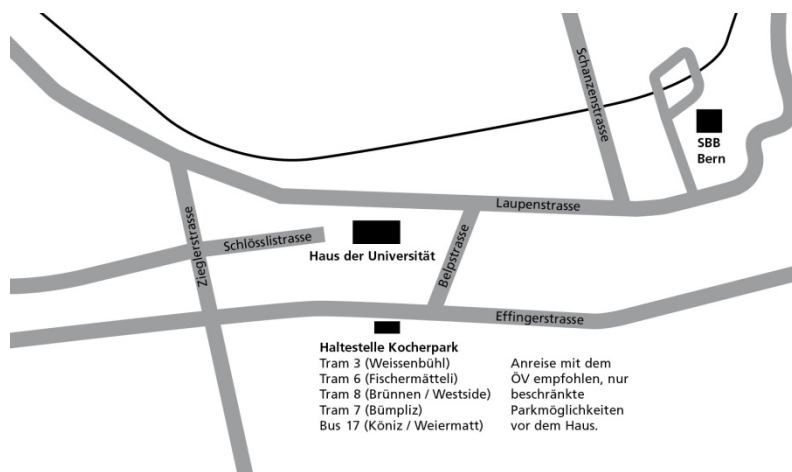 Schanzenstrasse
SBB
Bern
Laupenstrasse
Zieglerstrasse
Schlösslistrasse
Haus der Universität
Belpstrasse
Effingerstrasse
Haltestelle Kocherpark
Tram 3 (Weissenbühl)
Tram 6 (Fischermätteli)
Tram 8 (Brünnen / Westside)
Tram 7 (Bümpliz)
Bus 17 (Köniz / Weiermatt)
Anreise mit dem
ÖV empfohlen, nur
beschränkte
Parkmöglichkeiten
vor dem Haus.